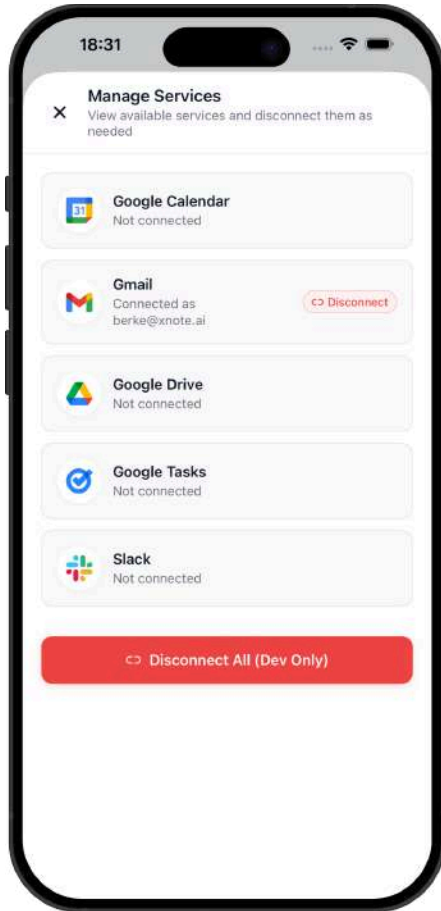 18:31
Manage Services
View available services and disconnect them as
needed
31
Google Calendar
Not connected
Gmail
Connected as
berke@xnote.ai
Disconnect
Google Drive
Not connected
Google Tasks
Not connected
Slack
Not connected
Disconnect All (Dev Only)